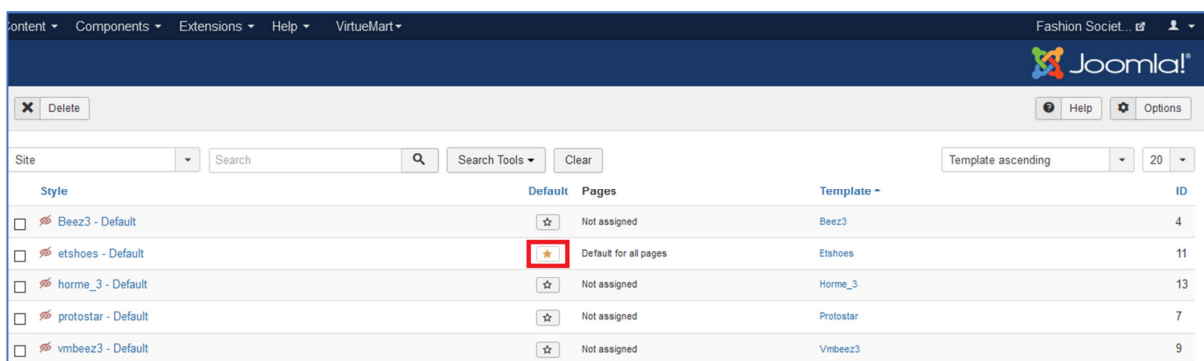 ontent Components Extensions Help VirtueMart Fashion Societ...
Joomla!®
Delete Help Options
Site Search Search Tools Clear Template ascending 20
Style Default Pages Template ID
Beez3 - Default Not assigned Beez3 4
etshoes - Default Default for all pages Etshoes 11
horme_3 - Default Not assigned Horme_3 13
protostar - Default Not assigned Protostar 7
vmbeez3 - Default Not assigned Vmbeez3 9